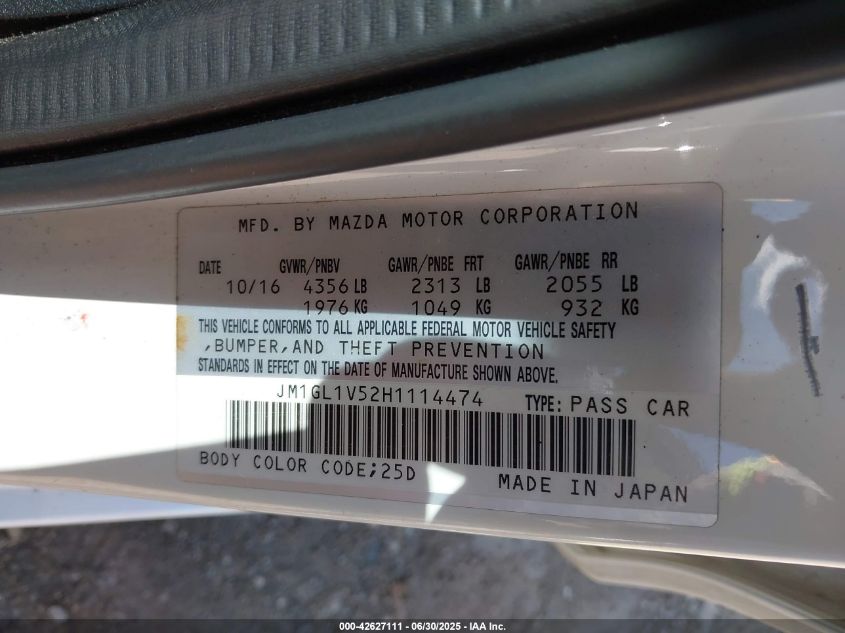 MFD. BY MAZDA MOTOR CORPORATION
DATE GVWR/PNBV GAWR/PNBE FRT GAWR/PNBE RR
10/16 4356 LB 2313 LB 2055 LB
1976 KG 1049 KG 932 KG
THIS VEHICLE CONFORMS TO ALL APPLICABLE FEDERAL MOTOR VEHICLE SAFETY
,BUMPER,AND THEFT PREVENTION
STANDARDS IN EFFECT ON THE DATE OF MANUFACTURE SHOWN ABOVE.
JM1GL1V52H1114474 TYPE: PASS CAR
BODY COLOR CODE;25D MADE IN JAPAN
000-42627111 - 06/30/2025 - IAA Inc.